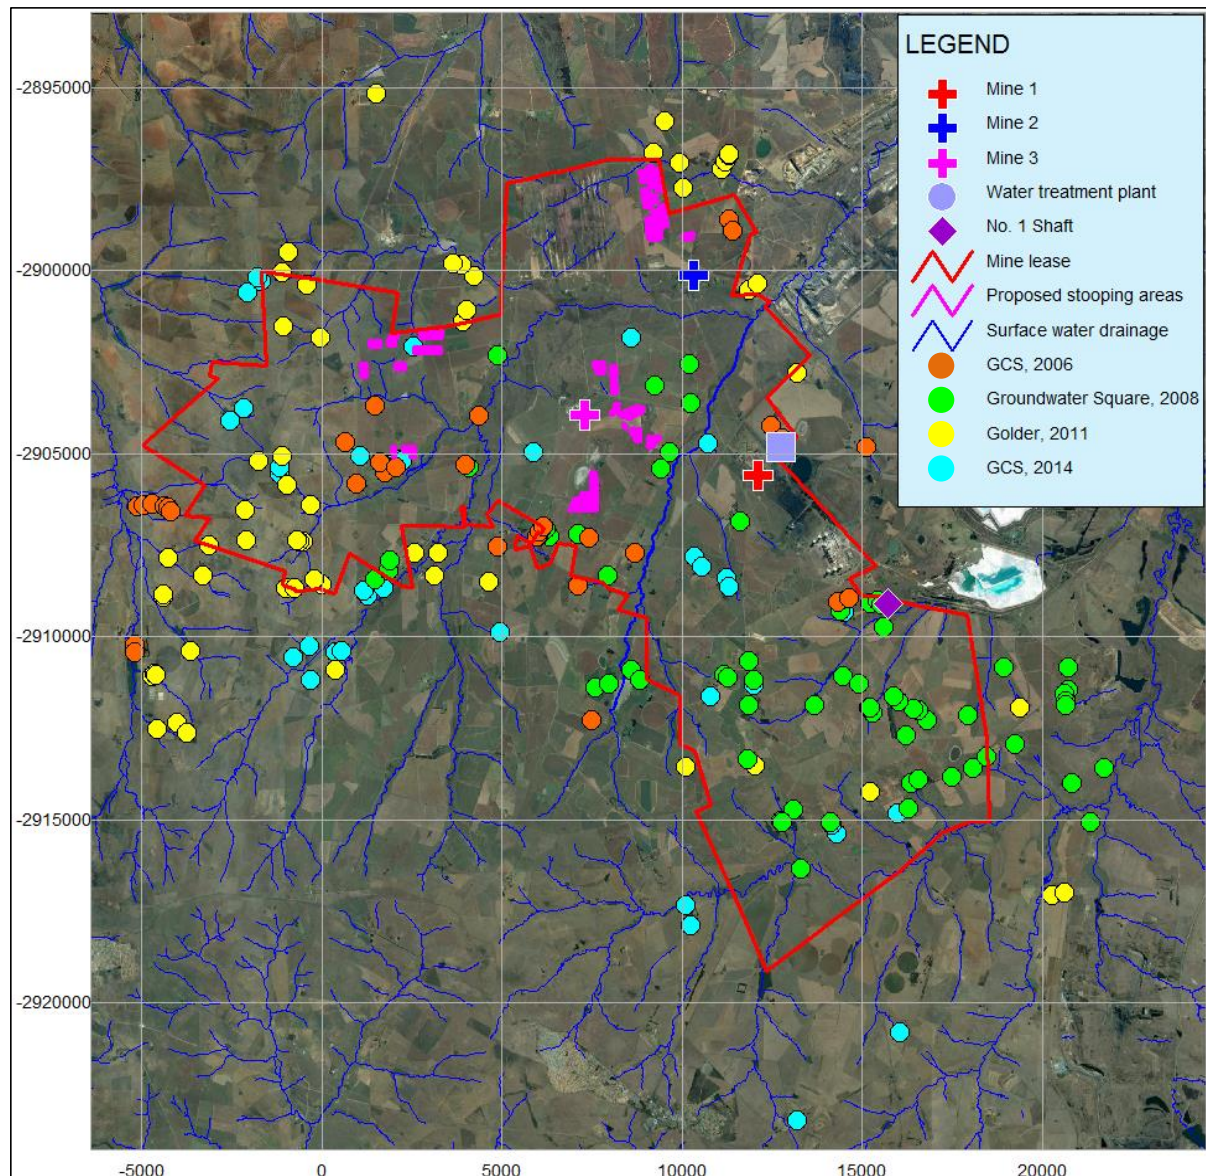 LEGEND
Mine 1
Mine 2
Mine 3
Water treatment plant
No. 1 Shaft
Mine lease
Proposed stooping areas
Surface water drainage
GCS, 2006
Groundwater Square, 2008
Golder, 2011
GCS, 2014
-2895000
-2900000
-2905000
-2910000
-2915000
-2920000
-5000 0 5000 10000 15000 20000